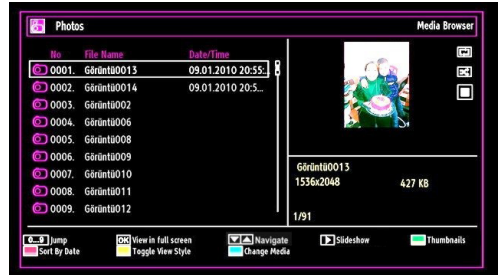 Photos Media Browser
No File Name Date/Time
0001. Görüntü0013 09.01.2010 20:55:..
0002. Görüntü0014 09.01.2010 20:5...
0003. Görüntü002
0004. Görüntü006
0005. Görüntü008
0006. Görüntü009
0007. Görüntü010
0008. Görüntü011
0009. Görüntü012
Görüntü0013
1536x2048 427 KB
1/91
0...9 Jump OK View in full screen Navigate Slideshow Thumbnails
Sort By Date Toggle View Style Change Media